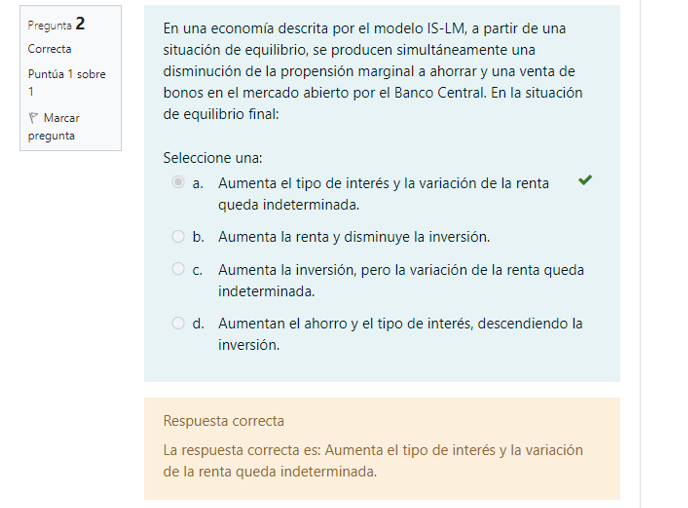 Pregunta 2
Correcta
Puntúa 1 sobre
1
Marcar
pregunta
En una economía descrita por el modelo IS-LM, a partir de una
situación de equilibrio, se producen simultáneamente una
disminución de la propensión marginal a ahorrar y una venta de
bonos en el mercado abierto por el Banco Central. En la situación
de equilibrio final:
Seleccione una:
a. Aumenta el tipo de interés y la variación de la renta
queda indeterminada.
b. Aumenta la renta y disminuye la inversión.
c. Aumenta la inversión, pero la variación de la renta queda
indeterminada.
d. Aumentan el ahorro y el tipo de interés, descendiendo la
inversión.
Respuesta correcta
La respuesta correcta es: Aumenta el tipo de interés y la variación
de la renta queda indeterminada.